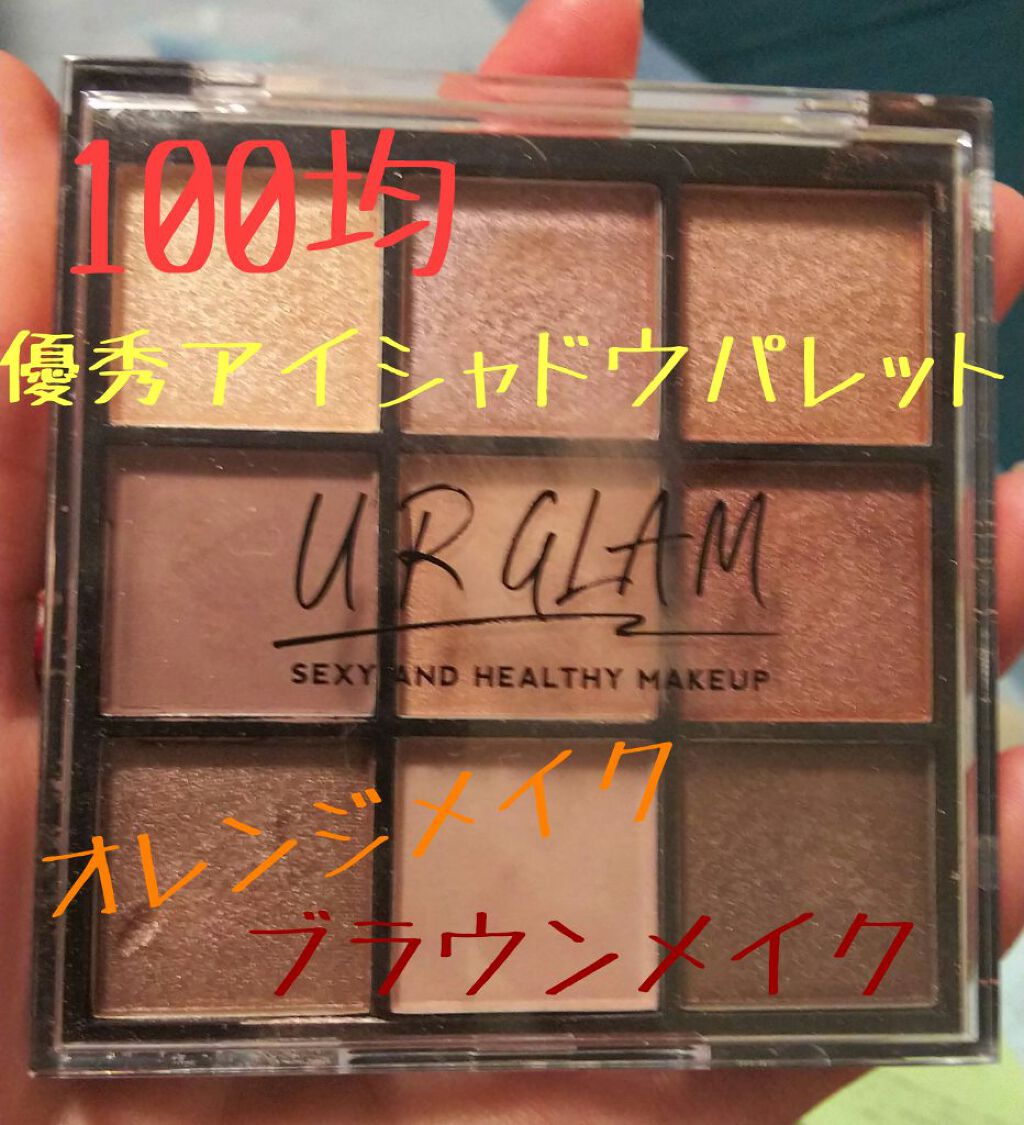 100均
優秀アイシャドウパレット
UR GLAM
SEXY AND HEALTHY MAKEUP
オレンジメイク
ブラウンメイク